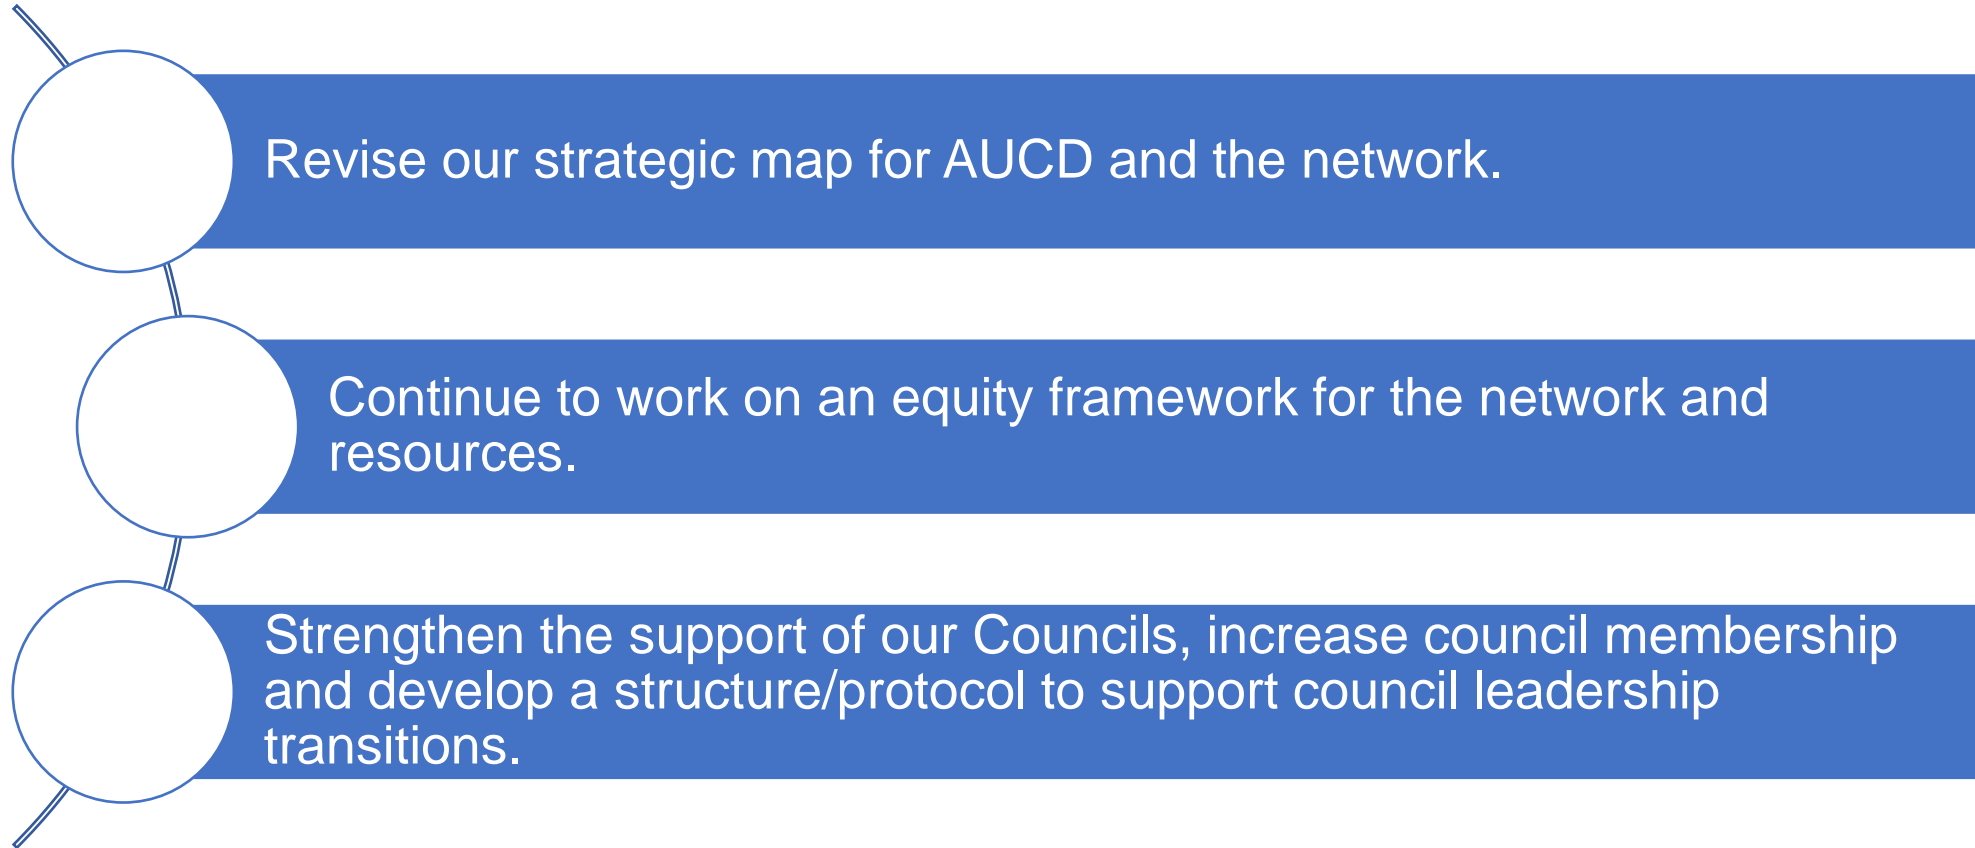 Revise our strategic map for AUCD and the network.
Continue to work on an equity framework for the network and
resources.
Strengthen the support of our Councils, increase council membership
and develop a structure/protocol to support council leadership
transitions.